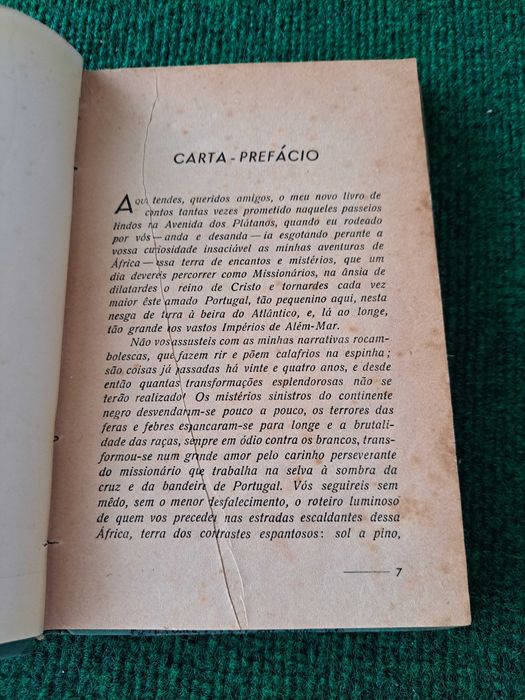 CARTA-PREFÁCIO
AQUI tendes, queridos amigos, o meu novo livro de
contos tantas vezes prometido naqueles passeios
lindos na Avenida dos Plátanos, quando eu rodeado
por vós—anda e desanda—ia esgotando perante a
vossa curiosidade insaciável as minhas aventuras de
África—essa terra de encantos e mistérios, que um
dia devereis percorrer como Missionários, na ânsia de
dilatardes o reino de Cristo e tornardes cada vez
maior êste amado Portugal, tão pequenino aqui, nesta
nesga de terra à beira do Atlântico, e, lá ao longe,
tão grande nos vastos Impérios de Além-Mar.
Não vos assusteis com as minhas narrativas rocam-
bolescas, que fazem rir e põem calafrios na espinha;
são coisas já passadas há vinte e quatro anos, e desde
então quantas transformações esplendorosas não se
terão realizado! Os mistérios sinistros do continente
negro desvendaram-se pouco a pouco, os terrores das
feras e febres espancaram-se para longe e a brutali-
dade das raças, sempre em ódio contra os brancos, trans-
formou-se num grande amor pelo carinho perseverante
do missionário que trabalha na selva à sombra da
cruz e da bandeira de Portugal. Vós seguireis sem
mêdo, sem o menor desfalecimento, o roteiro luminoso
de quem vos precedeu nas estradas escaldantes dessa
África, terra dos contrastes espantosos: sol a pino,
7